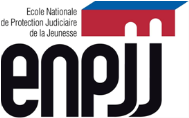 Ecole Nationale
de Protection Judiciaire
de la Jeunesse
enpjj